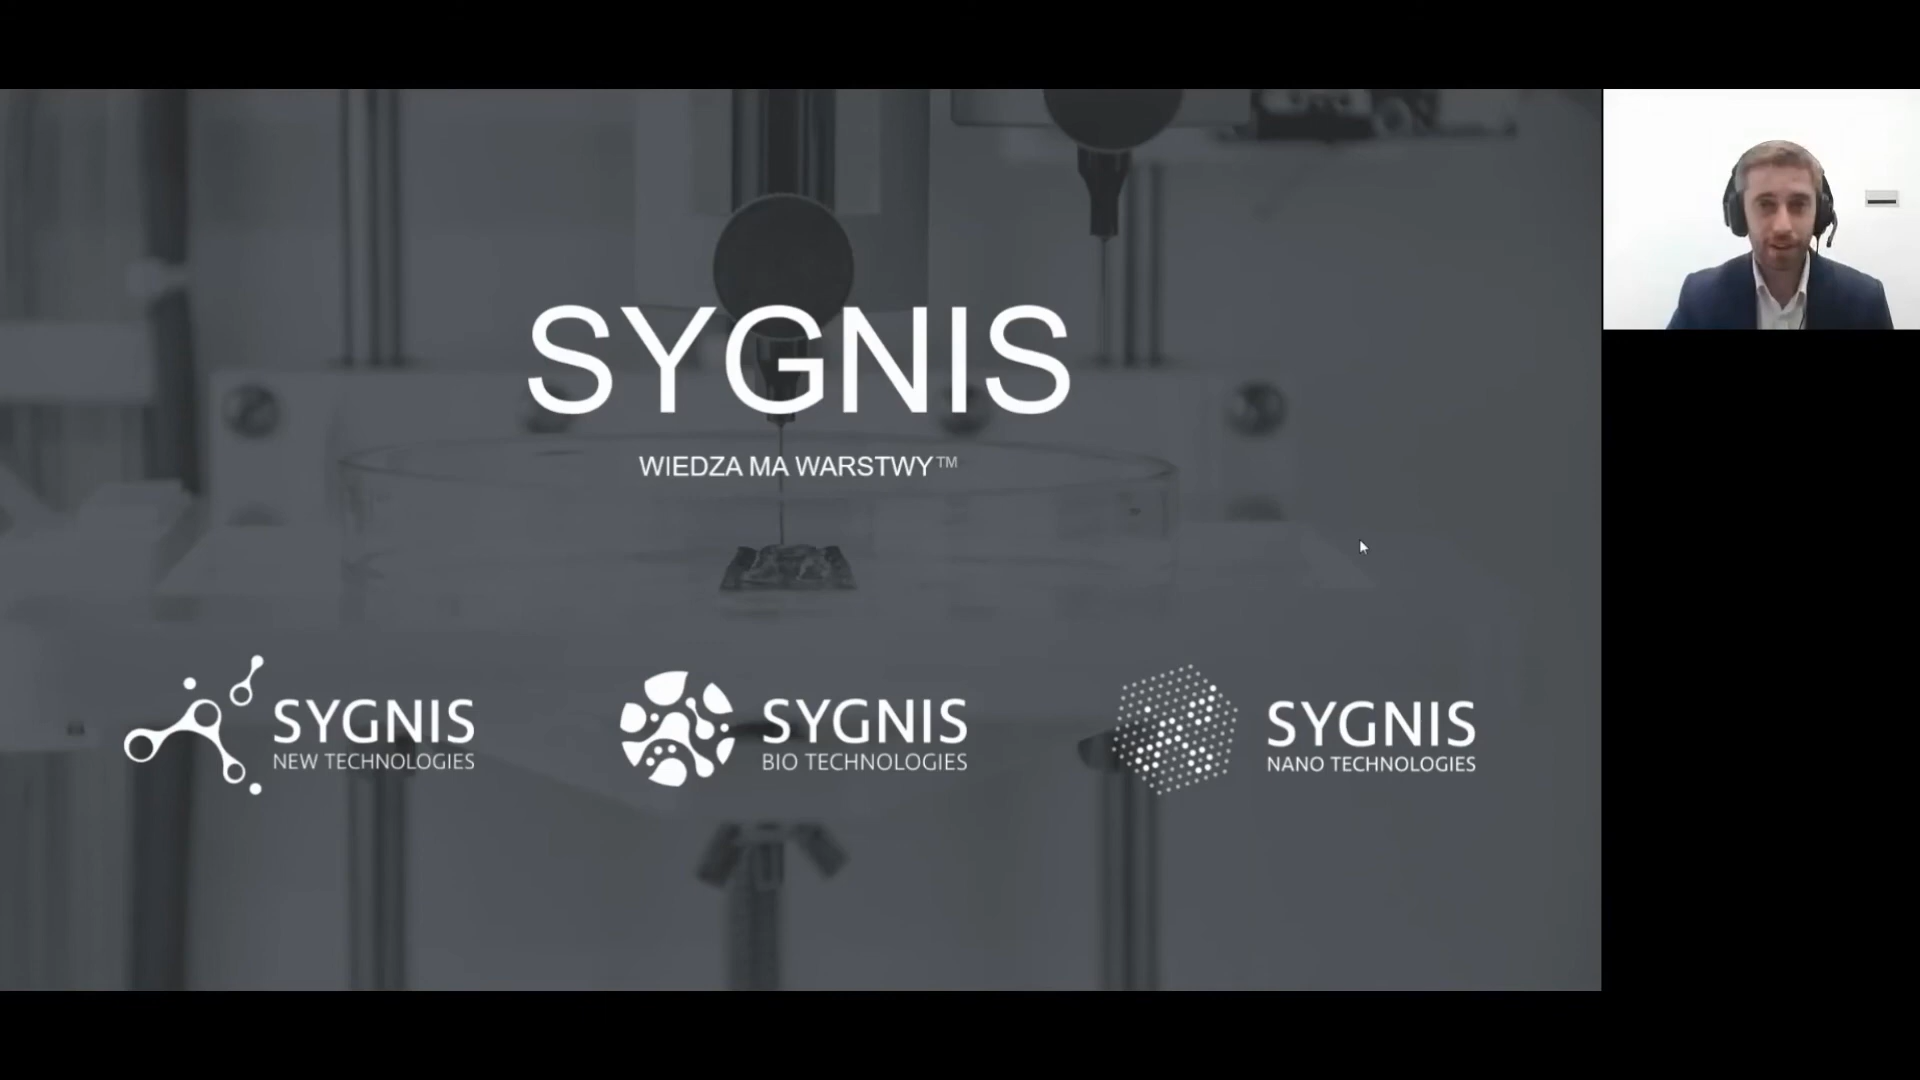 SYGNIS
WIEDZA MA WARSTWY™
SYGNIS
NEW TECHNOLOGIES
SYGNIS
BIO TECHNOLOGIES
SYGNIS
NANO TECHNOLOGIES